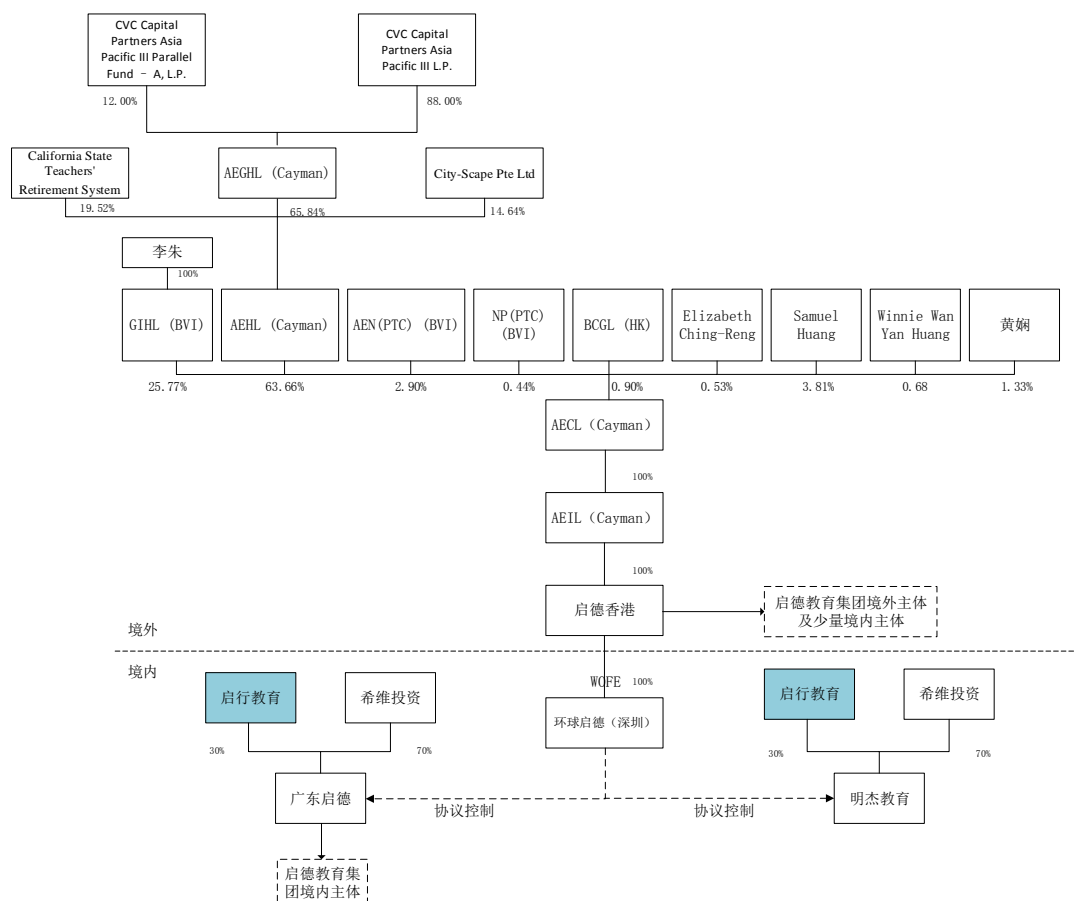 CVC Capital
Partners Asia
Pacific III Parallel
Fund – A, L.P.
CVC Capital
Partners Asia
Pacific III L.P.
12.00%
88.00%
California State
Teachers'
Retirement System
AEGHL (Cayman)
City-Scape Pte Ltd
19.52%
65.84%
14.64%
李朱
100%
GIHL (BVI)
AEHL (Cayman)
AEN(PTC) (BVI)
NP(PTC)
(BVI)
BCGL (HK)
Elizabeth
Ching-Reng
Samuel
Huang
Winnie Wan
Yan Huang
黄娴
25.77%
63.66%
2.90%
0.44%
0.90%
0.53%
3.81%
0.68
1.33%
AECL（Cayman）
100%
AEIL（Cayman）
100%
启德香港
启德教育集团境外主体
及少量境内主体
境外
境内
WOFE 100%
启行教育
希维投资
环球启德（深圳）
启行教育
希维投资
30%
70%
30%
70%
广东启德
协议控制
协议控制
明杰教育
启德教育集
团境内主体